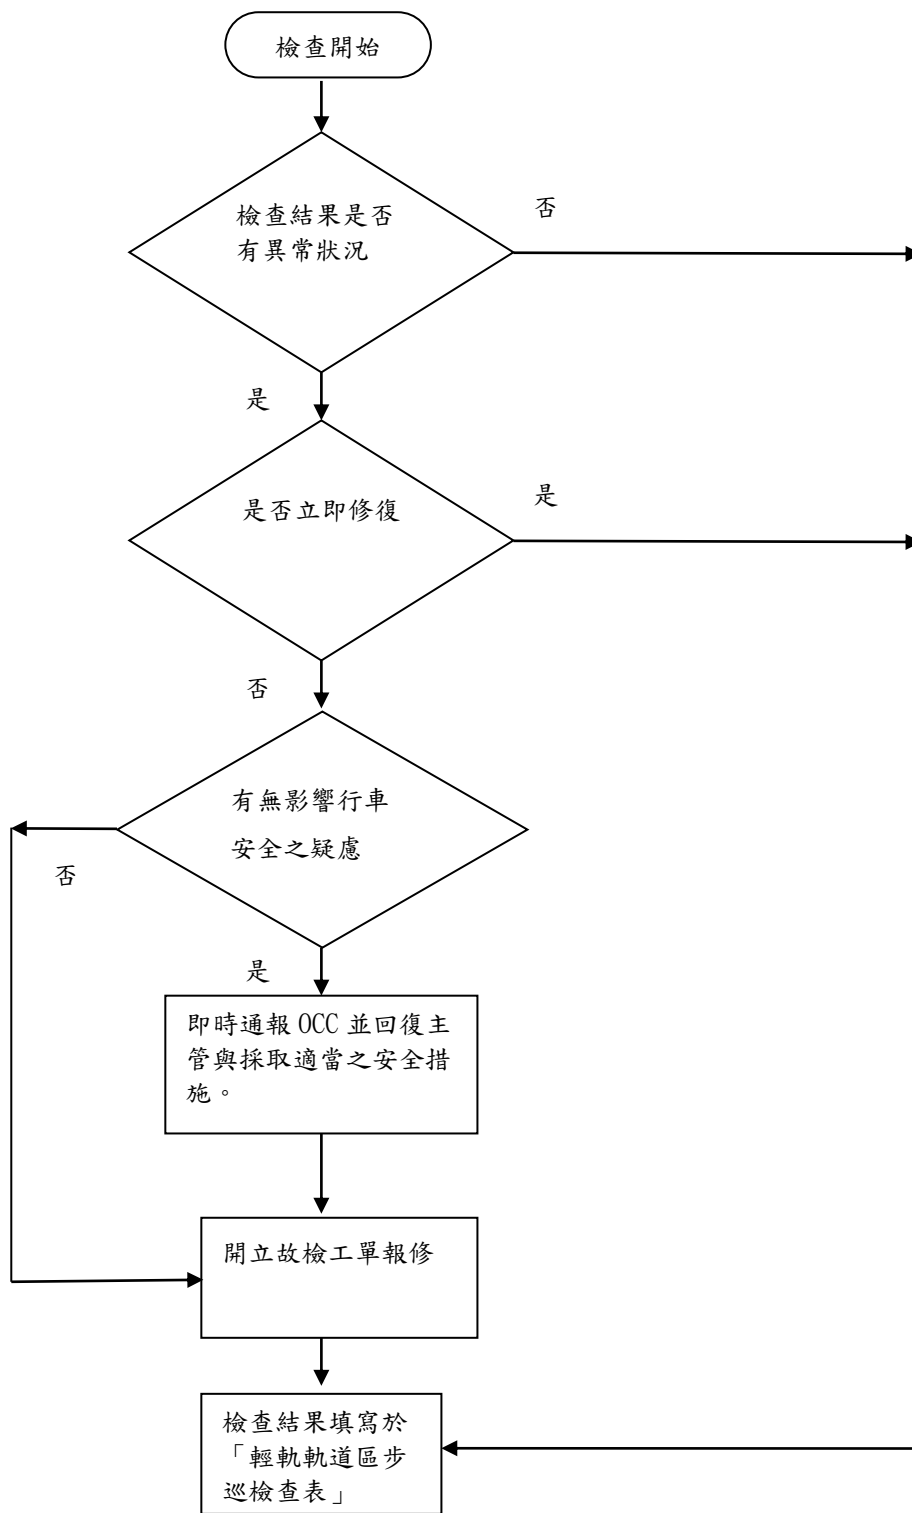 檢查開始
檢查結果是否
有異常狀況
否
是
是否立即修復
是
否
有無影響行車
安全之疑慮
否
是
即時通報 OCC 並回復主
管與採取適當之安全措
施。
開立故檢工單報修
檢查結果填寫於
「輕軌軌道區步
巡檢查表」